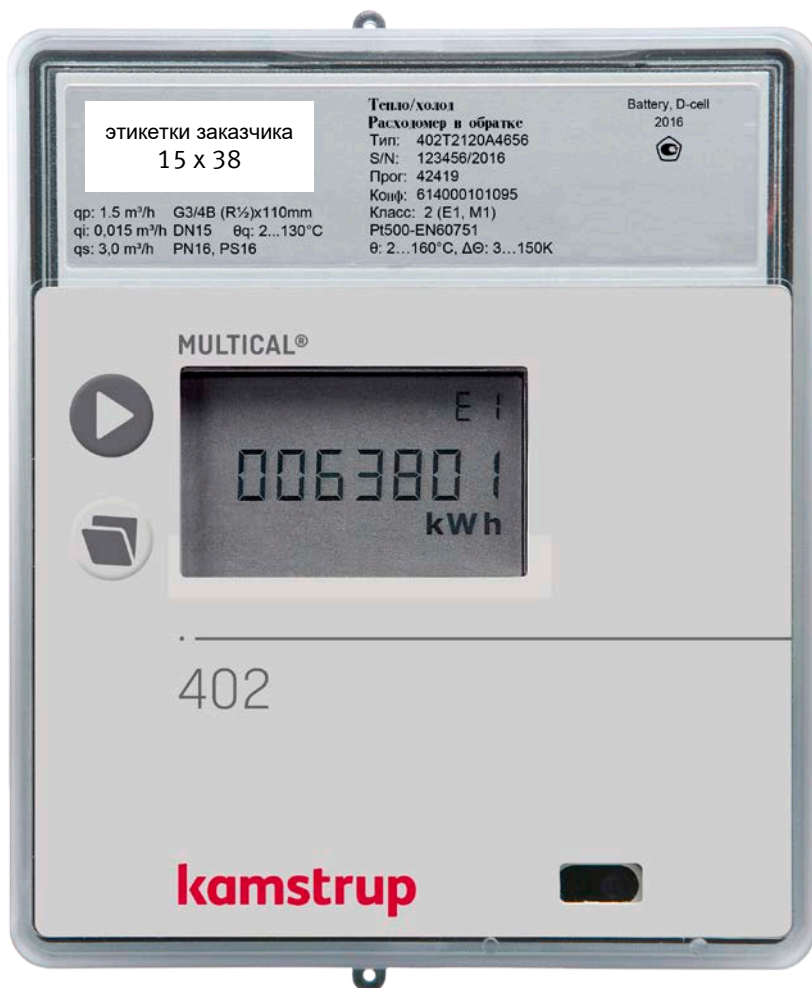 этикетки заказчика
15 x 38
qp: 1.5 m³/h G3/4B (R½)x110mm
qi: 0,015 m³/h DN15 θq: 2...130°C
qs: 3,0 m³/h PN16, PS16
Тепло/холод
Расходомер в обратке
Тип: 402T2120A4656
S/N: 123456/2016
Прог: 42419
Конф: 614000101095
Класс: 2 (E1, M1)
Pt500-EN60751
θ: 2...160°C, ΔΘ: 3...150K
Battery, D-cell
2016
MULTICAL®
E1
0063801
kWh
402
kamstrup